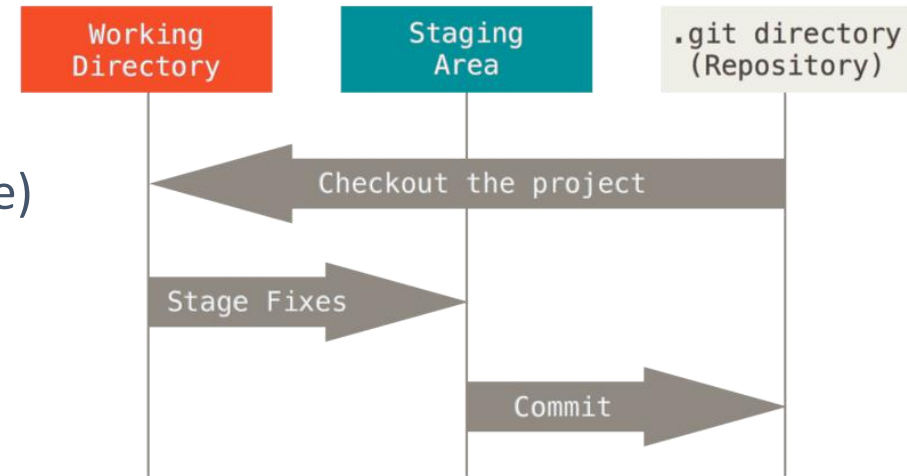 Working
Directory
Staging
Area
.git directory
(Repository)
Checkout the project
e)
Stage Fixes
Commit